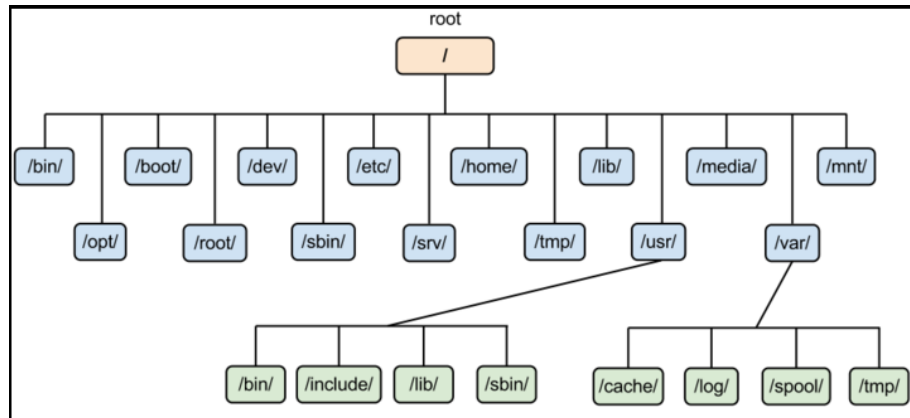 root
/
/bin/ /boot/ /dev/ /etc/ /home/ /lib/ /media/ /mnt/
/opt/ /root/ /sbin/ /srv/ /tmp/ /usr/ /var/
/bin/ /include/ /lib/ /sbin/ /cache/ /log/ /spool/ /tmp/